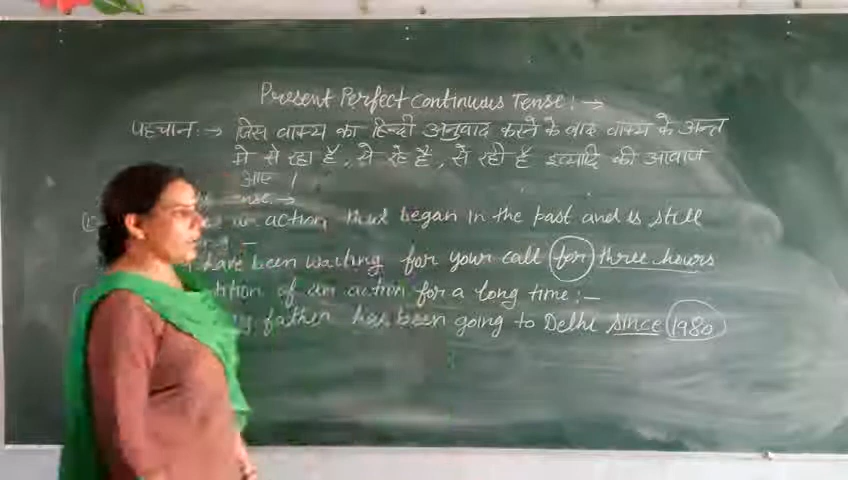 Present Perfect Continuous Tense :- →
पहचान :→ जिस वाक्य का हिन्दी अनुवाद करने के बाद वाक्य के अन्त
मे से रहा है, से रहे हैं, से रही है इत्यादि की आवाज
आए ।
an action that began in the past and is still
have been waiting for your call for three hours
of an action for a long time :-
father has been going to Delhi since 1980